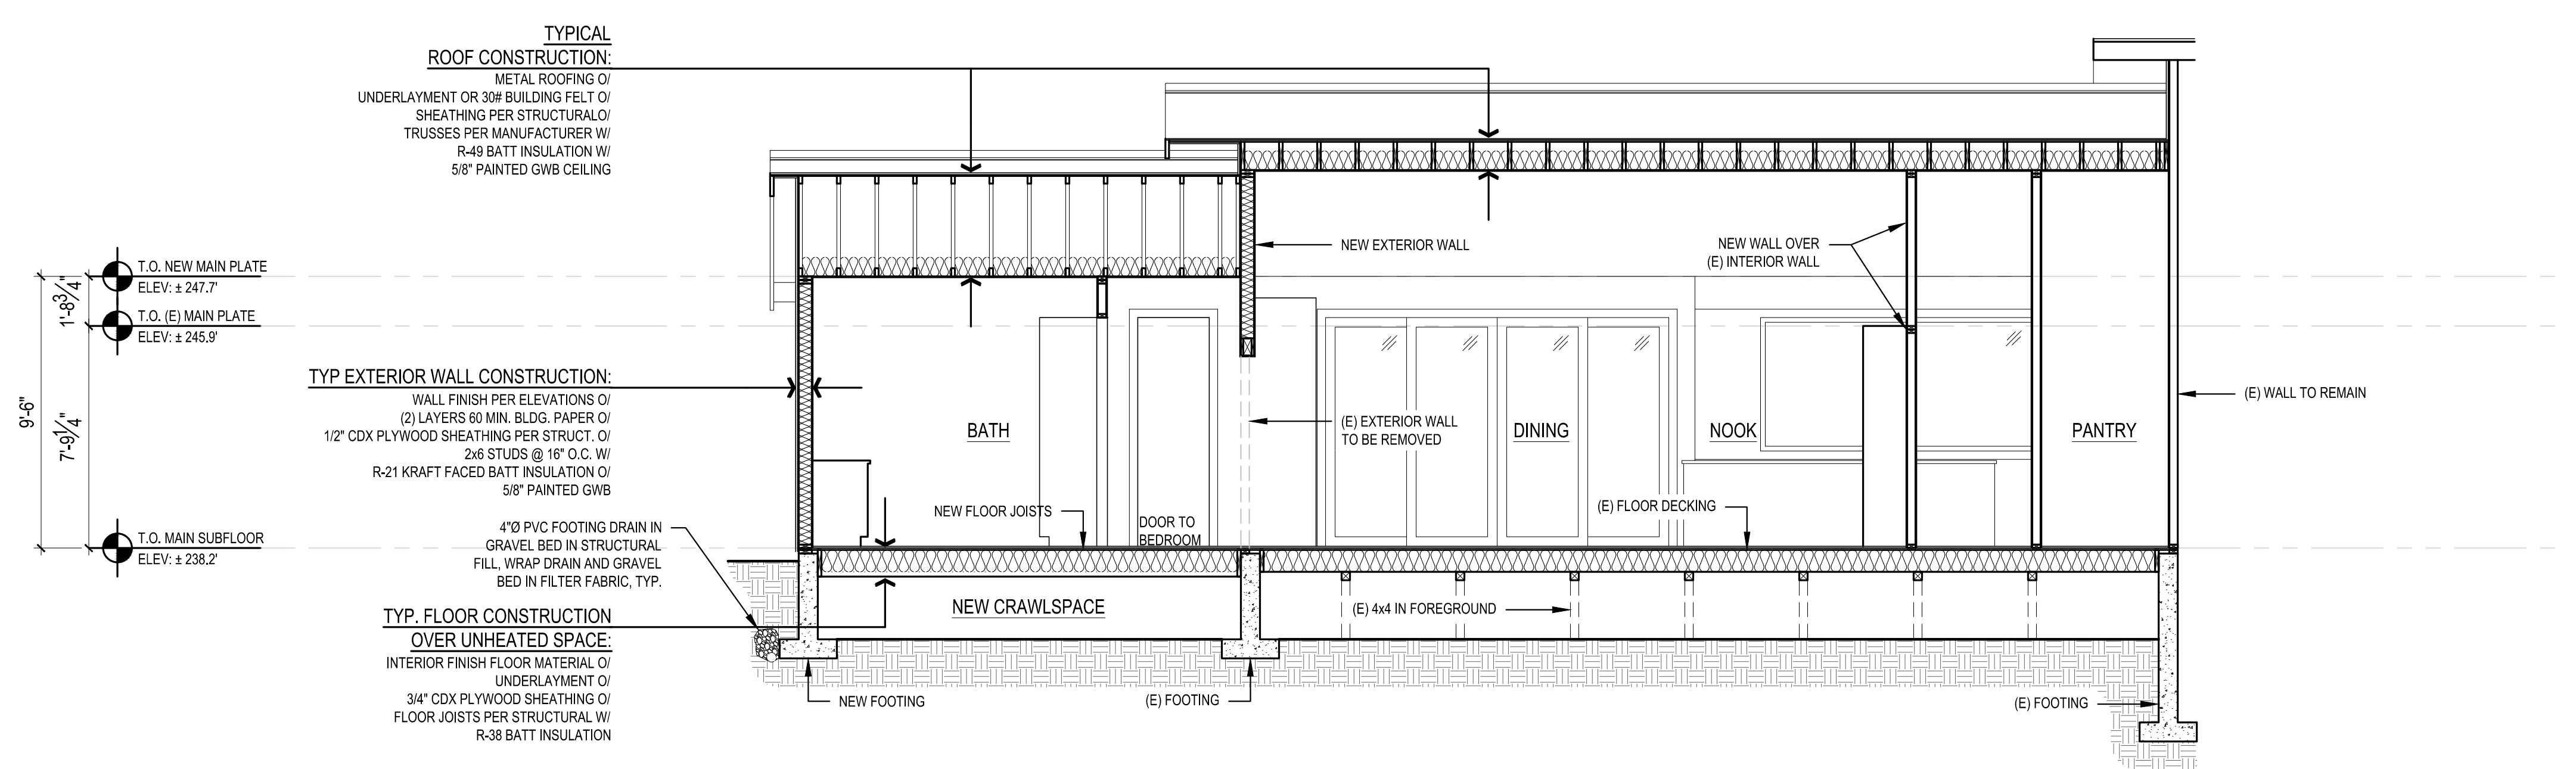 TYPICAL
ROOF CONSTRUCTION:
METAL ROOFING O/
UNDERLAYMENT OR 30# BUILDING FELT O/
SHEATHING PER STRUCTURALO/
TRUSSES PER MANUFACTURER W/
R-49 BATT INSULATION W/
5/8" PAINTED GWB CEILING
T.O. NEW MAIN PLATE
ELEV: ± 247.7'
T.O. (E) MAIN PLATE
ELEV: ± 245.9'
1'-8 3/4"
9'-6"
7'-9 1/4"
TYP EXTERIOR WALL CONSTRUCTION:
WALL FINISH PER ELEVATIONS O/
(2) LAYERS 60 MIN. BLDG. PAPER O/
1/2" CDX PLYWOOD SHEATHING PER STRUCT. O/
2x6 STUDS @ 16" O.C. W/
R-21 KRAFT FACED BATT INSULATION O/
5/8" PAINTED GWB
T.O. MAIN SUBFLOOR
ELEV: ± 238.2'
4"Ø PVC FOOTING DRAIN IN
GRAVEL BED IN STRUCTURAL
FILL, WRAP DRAIN AND GRAVEL
BED IN FILTER FABRIC, TYP.
TYP. FLOOR CONSTRUCTION
OVER UNHEATED SPACE:
INTERIOR FINISH FLOOR MATERIAL O/
UNDERLAYMENT O/
3/4" CDX PLYWOOD SHEATHING O/
FLOOR JOISTS PER STRUCTURAL W/
R-38 BATT INSULATION
NEW EXTERIOR WALL
NEW WALL OVER
(E) INTERIOR WALL
(E) WALL TO REMAIN
BATH
(E) EXTERIOR WALL
TO BE REMOVED
DINING
NOOK
PANTRY
NEW FLOOR JOISTS
DOOR TO
BEDROOM
(E) FLOOR DECKING
NEW CRAWLSPACE
(E) 4x4 IN FOREGROUND
NEW FOOTING
(E) FOOTING
(E) FOOTING